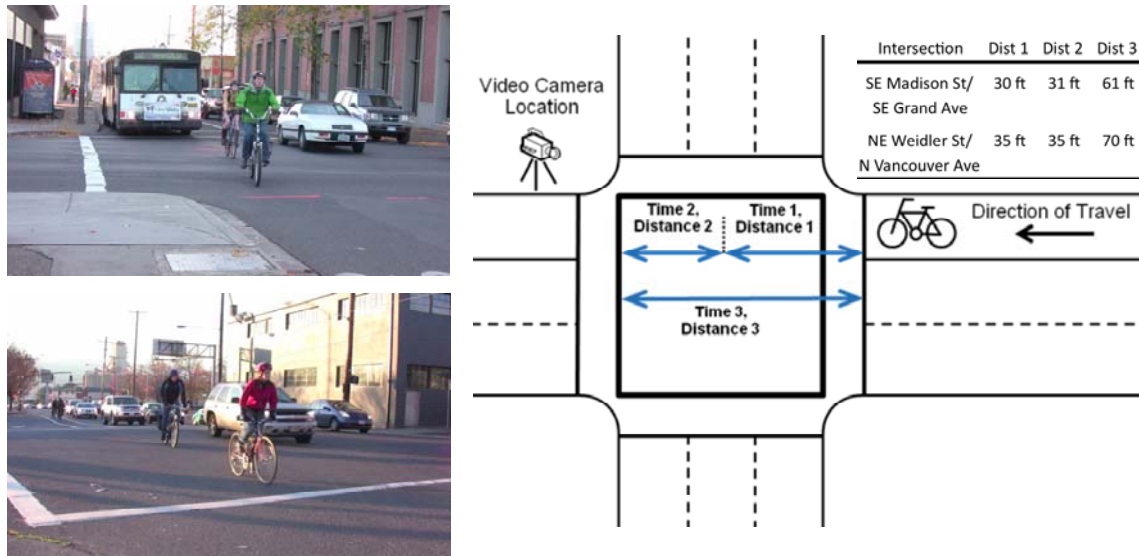 Intersection Dist 1 Dist 2 Dist 3
SE Madison St/ 30 ft 31 ft 61 ft
SE Grand Ave
NE Weidler St/ 35 ft 35 ft 70 ft
N Vancouver Ave
Video Camera
Location
Time 2,
Distance 2
Time 1,
Distance 1
Direction of Travel
Time 3,
Distance 3